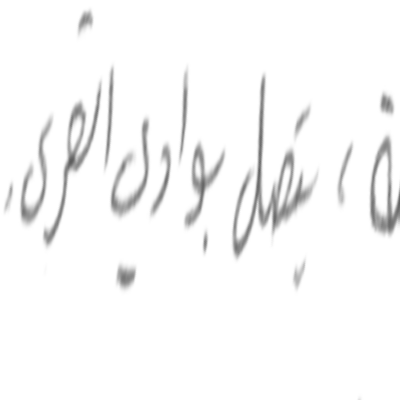 ة ، يتصل بوادي القرى .